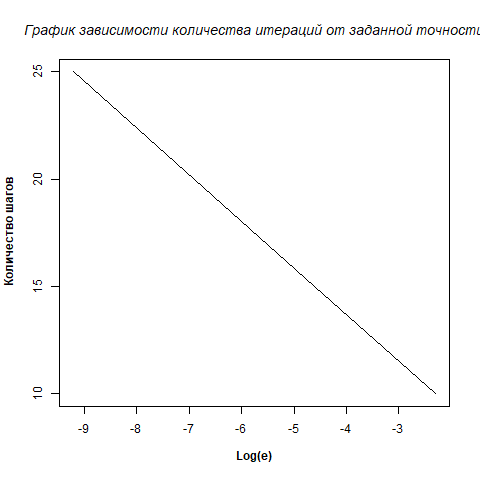 График зависимости количества итераций от заданной точности
Количество шагов
25
20
15
10
-9 -8 -7 -6 -5 -4 -3
Log(e)